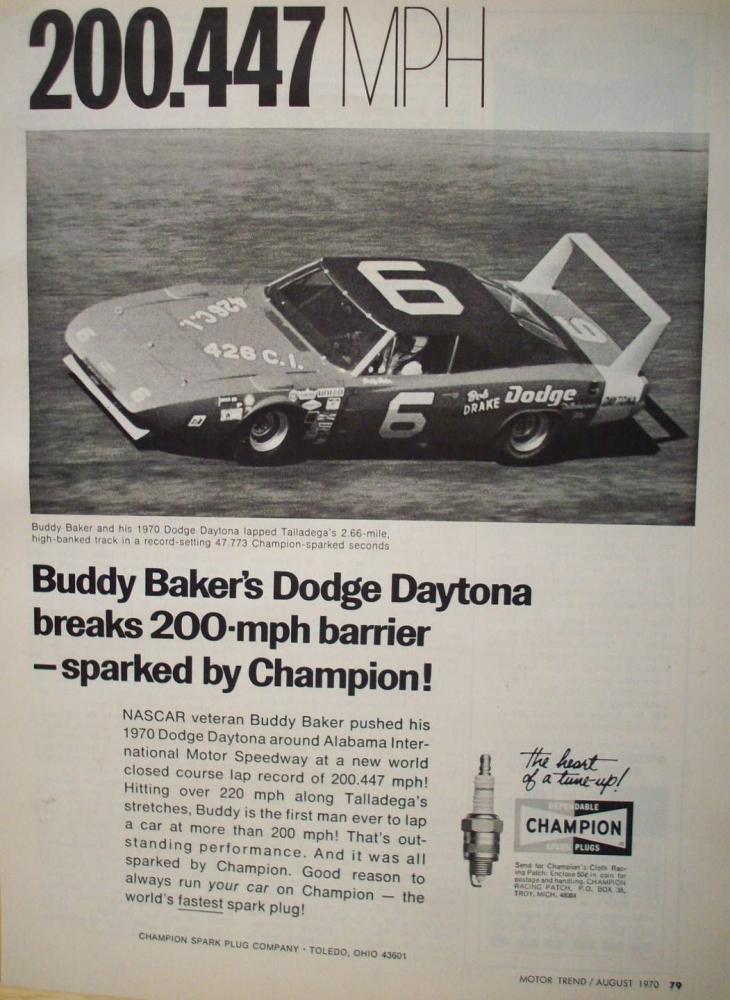 200.447 MPH
426 C.I.
426 C.I.
6
6
6
6
6
Bob
DRAKE
Dodge
DAYTONA
Buddy Baker and his 1970 Dodge Daytona lapped Talladega's 2.66-mile,
high-banked track in a record-setting 47.773 Champion-sparked seconds
Buddy Baker's Dodge Daytona
breaks 200-mph barrier
—sparked by Champion!
NASCAR veteran Buddy Baker pushed his
1970 Dodge Daytona around Alabama Inter-
national Motor Speedway at a new world
closed course lap record of 200.447 mph!
Hitting over 220 mph along Talladega's
stretches, Buddy is the first man ever to lap
a car at more than 200 mph! That's out-
standing performance. And it was all
sparked by Champion. Good reason to
always run your car on Champion — the
world's fastest spark plug!
The heart
of a tune-up!
DEPENDABLE
CHAMPION
SPARK PLUGS
Send for Champion's Cloth Rac-
ing Patch: Enclose 50¢ in coin for
postage and handling. CHAMPION
RACING PATCH, P.O. BOX 38,
TROY, MICH. 48084
CHAMPION SPARK PLUG COMPANY • TOLEDO, OHIO 43601
MOTOR TREND / AUGUST 1970 79